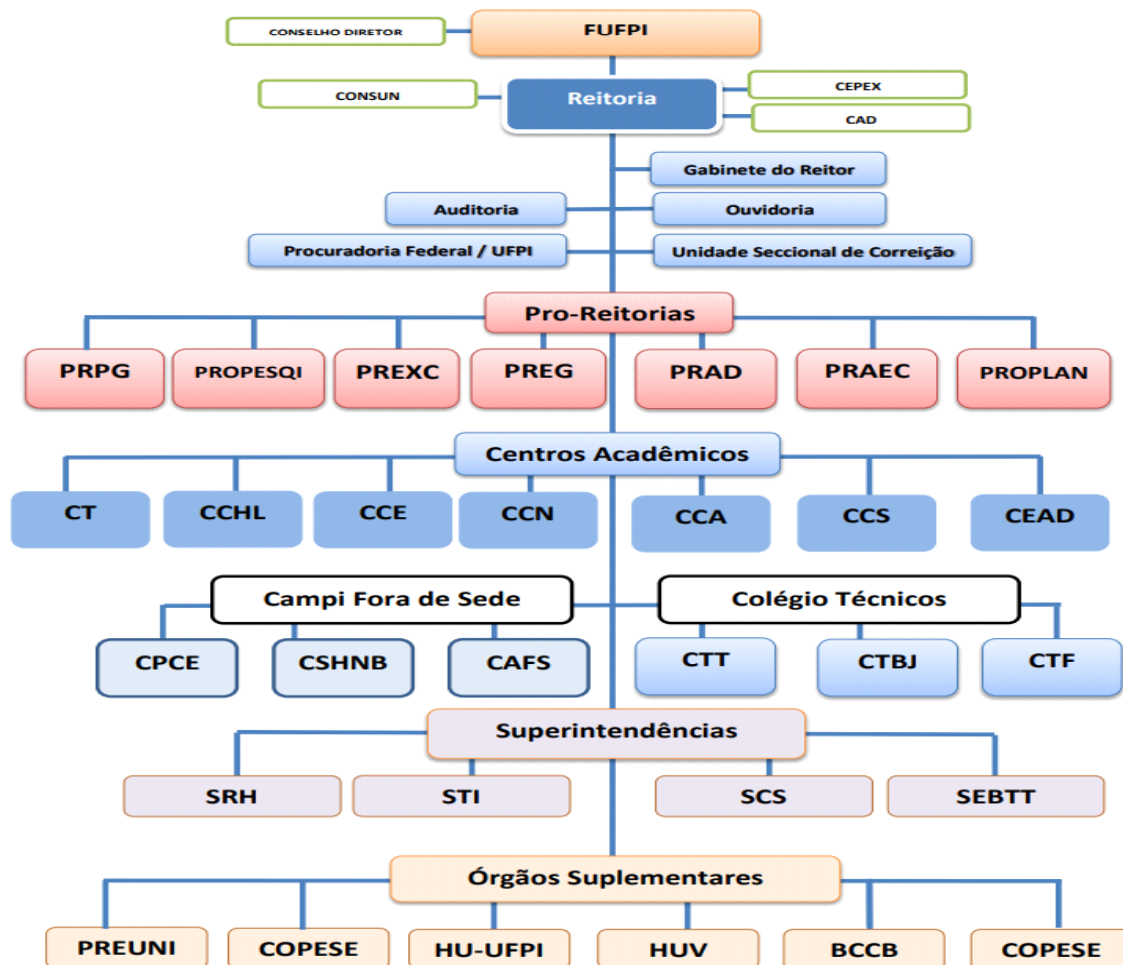 FUFPI
CONSELHO DIRETOR
Reitoria
CONSUN
CEPEX
CAD
Gabinete do Reitor
Auditoria
Ouvidoria
Procuradoria Federal / UFPI
Unidade Seccional de Correição
Pro-Reitorias
PRPG
PROPESQI
PREXC
PREG
PRAD
PRAEC
PROPLAN
Centros Acadêmicos
CT
CCHL
CCE
CCN
CCA
CCS
CEAD
Campi Fora de Sede
Colégio Técnicos
CPCE
CSHNB
CAFS
CTT
CTBJ
CTF
Superintendências
SRH
STI
SCS
SEBTT
Órgãos Suplementares
PREUNI
COPESE
HU-UFPI
HUV
BCCB
COPESE